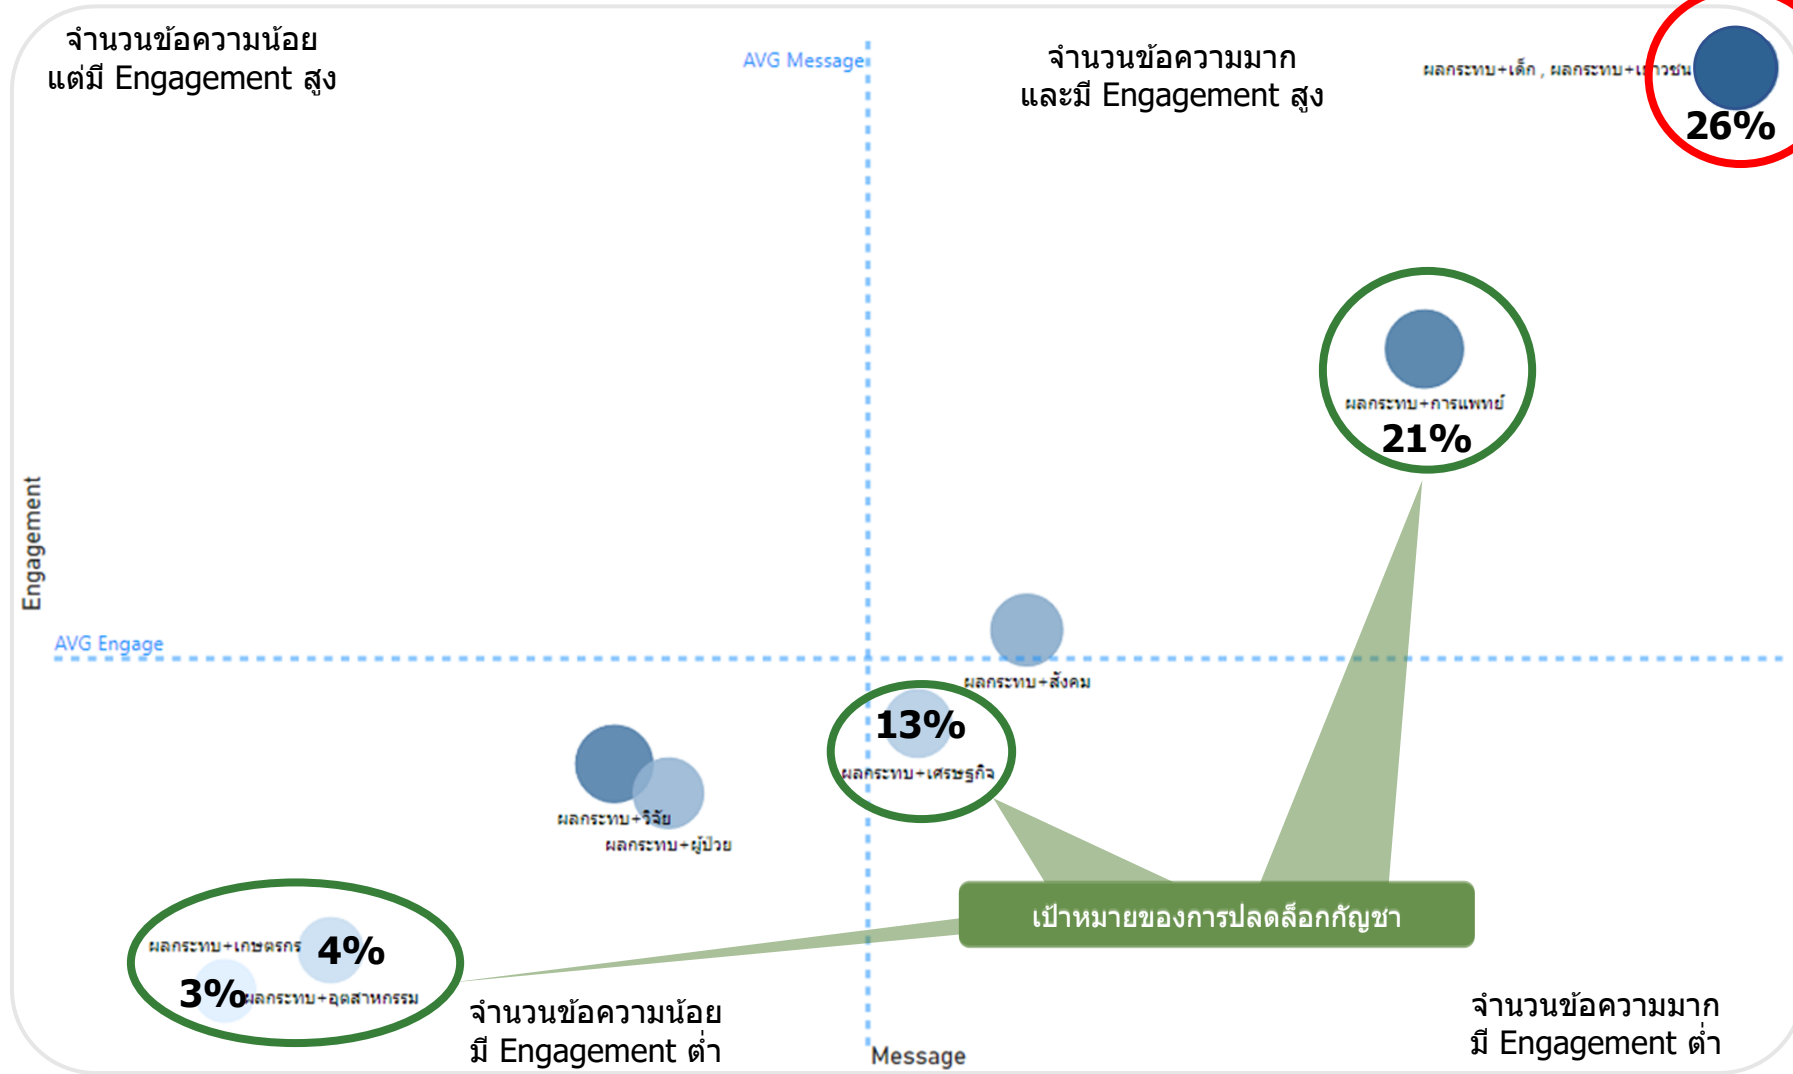 จำนวนข้อความน้อย
แต่มี Engagement สูง
AVG Message
จำนวนข้อความมาก
และมี Engagement สูง
ผลกระทบ+เด็ก , ผลกระทบ+เยาวชน
26%
ผลกระทบ+การแพทย์
21%
Engagement
AVG Engage
ผลกระทบ+สังคม
13%
ผลกระทบ+เศรษฐกิจ
ผลกระทบ+วิจัย
ผลกระทบ+ผู้ป่วย
เป้าหมายของการปลดล็อกกัญชา
ผลกระทบ+เกษตรกร
4%
3%
ผลกระทบ+อุตสาหกรรม
จำนวนข้อความน้อย
มี Engagement ต่ำ
Message
จำนวนข้อความมาก
มี Engagement ต่ำ